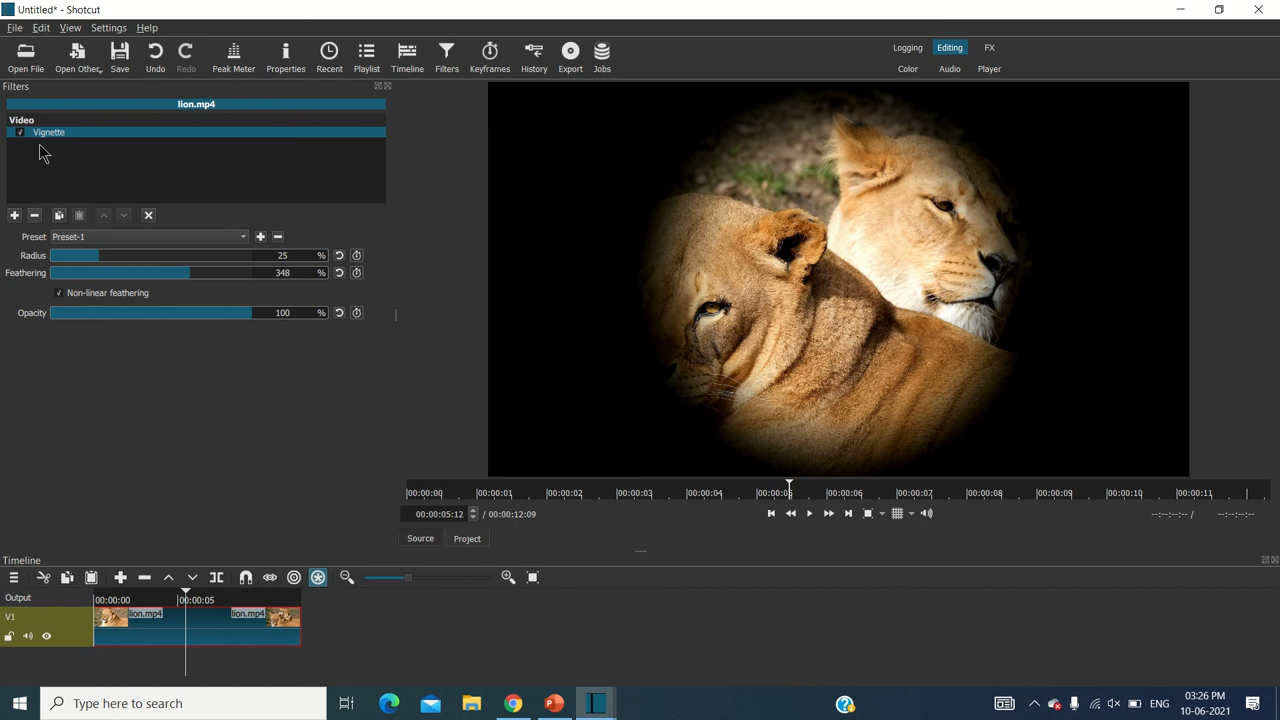 Untitled* - Shotcut
File Edit View Settings Help
Open File Open Other Save Undo Redo Peak Meter Properties Recent Playlist Timeline Filters Keyframes History Export Jobs
Logging Editing FX
Color Audio Player
Filters
lion.mp4
Video
Vignette
Preset Preset-1
Radius 25 %
Feathering 348 %
Non-linear feathering
Opacity 100 %
00:00:00 00:00:01 00:00:02 00:00:03 00:00:04 00:00:05 00:00:06 00:00:07 00:00:08 00:00:09 00:00:10 00:00:11
00:00:05:12 / 00:00:12:09 --:--:--:-- / --:--:--:--
Source Project
Timeline
Output 00:00:00 00:00:05
V1 lion.mp4 lion.mp4
Type here to search
ENG
03:26 PM
10-06-2021